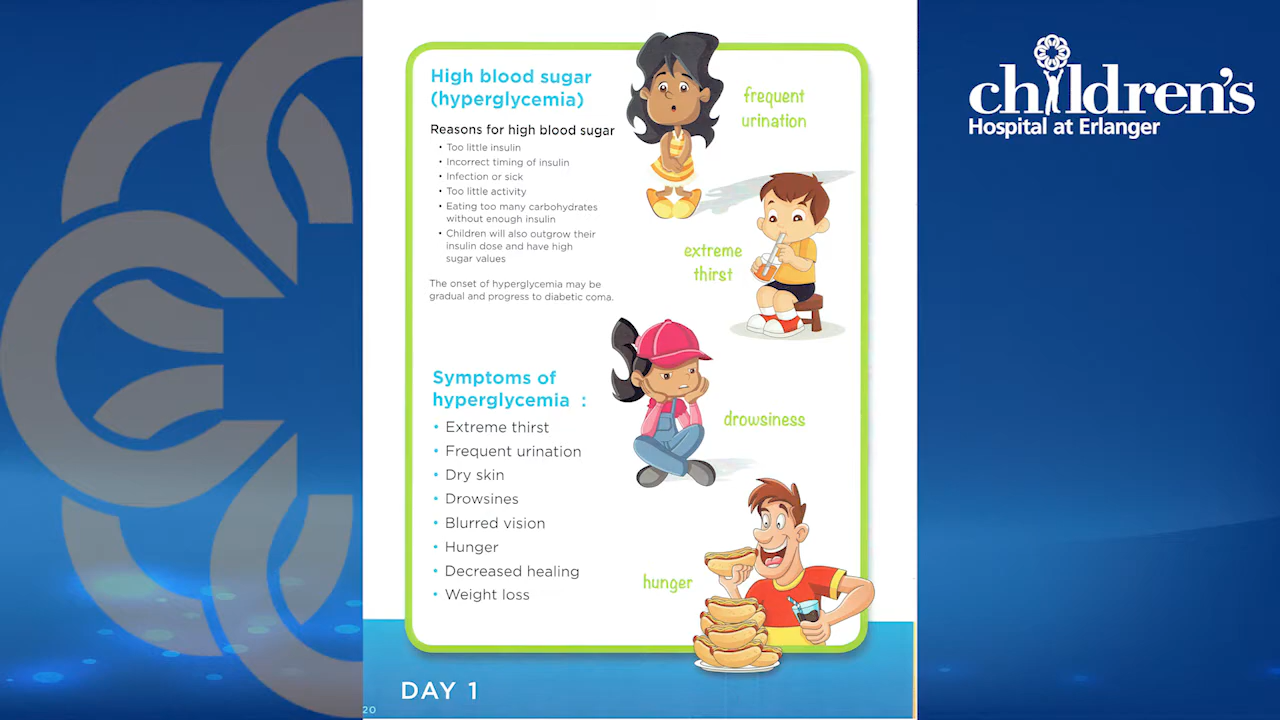 High blood sugar
(hyperglycemia)
Reasons for high blood sugar
• Too little insulin
• Incorrect timing of insulin
• Infection or sick
• Too little activity
• Eating too many carbohydrates
without enough insulin
• Children will also outgrow their
insulin dose and have high
sugar values
The onset of hyperglycemia may be
gradual and progress to diabetic coma.
frequent
urination
extreme
thirst
Symptoms of
hyperglycemia :
• Extreme thirst
• Frequent urination
• Dry skin
• Drowsines
• Blurred vision
• Hunger
• Decreased healing
• Weight loss
drowsiness
hunger
DAY 1
20
children's
Hospital at Erlanger